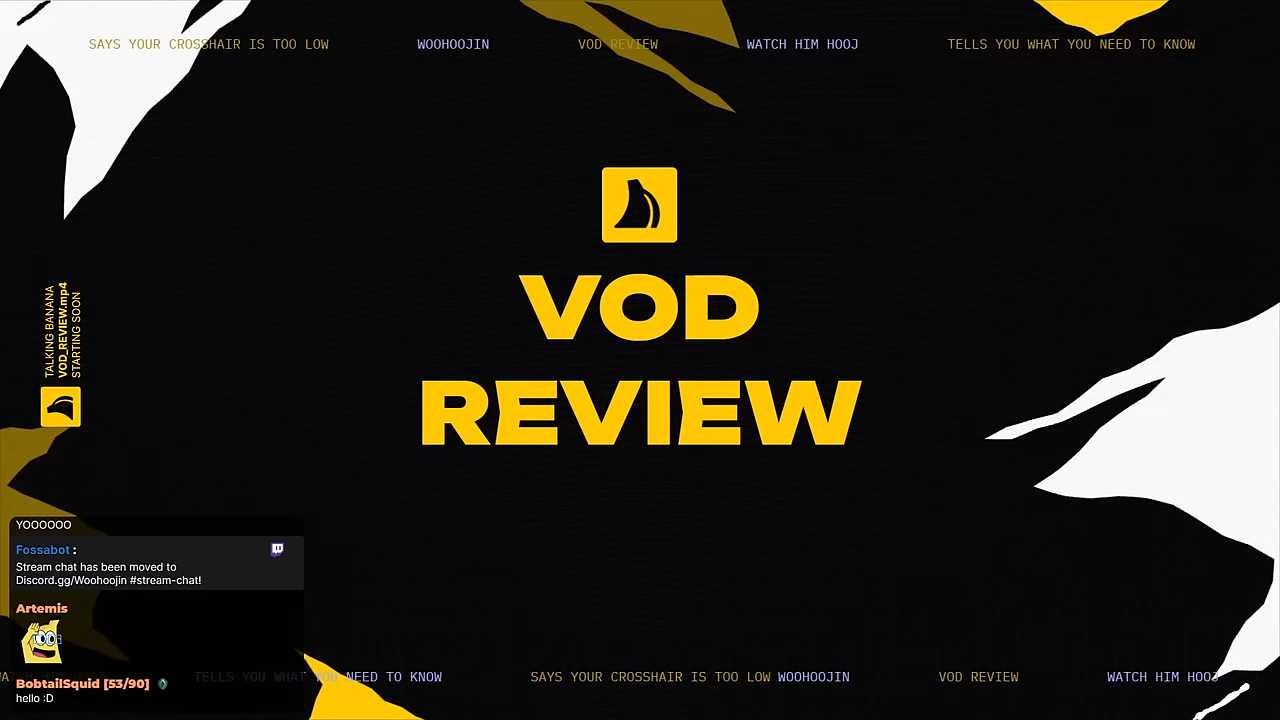 SAYS YOUR CROSSHAIR IS TOO LOW WOOHOOJIN VOD REVIEW WATCH HIM HOOJ TELLS YOU WHAT YOU NEED TO KNOW
VOD
REVIEW
TALKING BANANA
VOD_REVIEW.mp4
STARTING SOON
YOOOOOO
Fossabot :
Stream chat has been moved to
Discord.gg/Woohoojin #stream-chat!
Artemis
BobtailSquid [53/90]
hello :D
TELLS YOU WHAT YOU NEED TO KNOW SAYS YOUR CROSSHAIR IS TOO LOW WOOHOOJIN VOD REVIEW WATCH HIM HOOJ